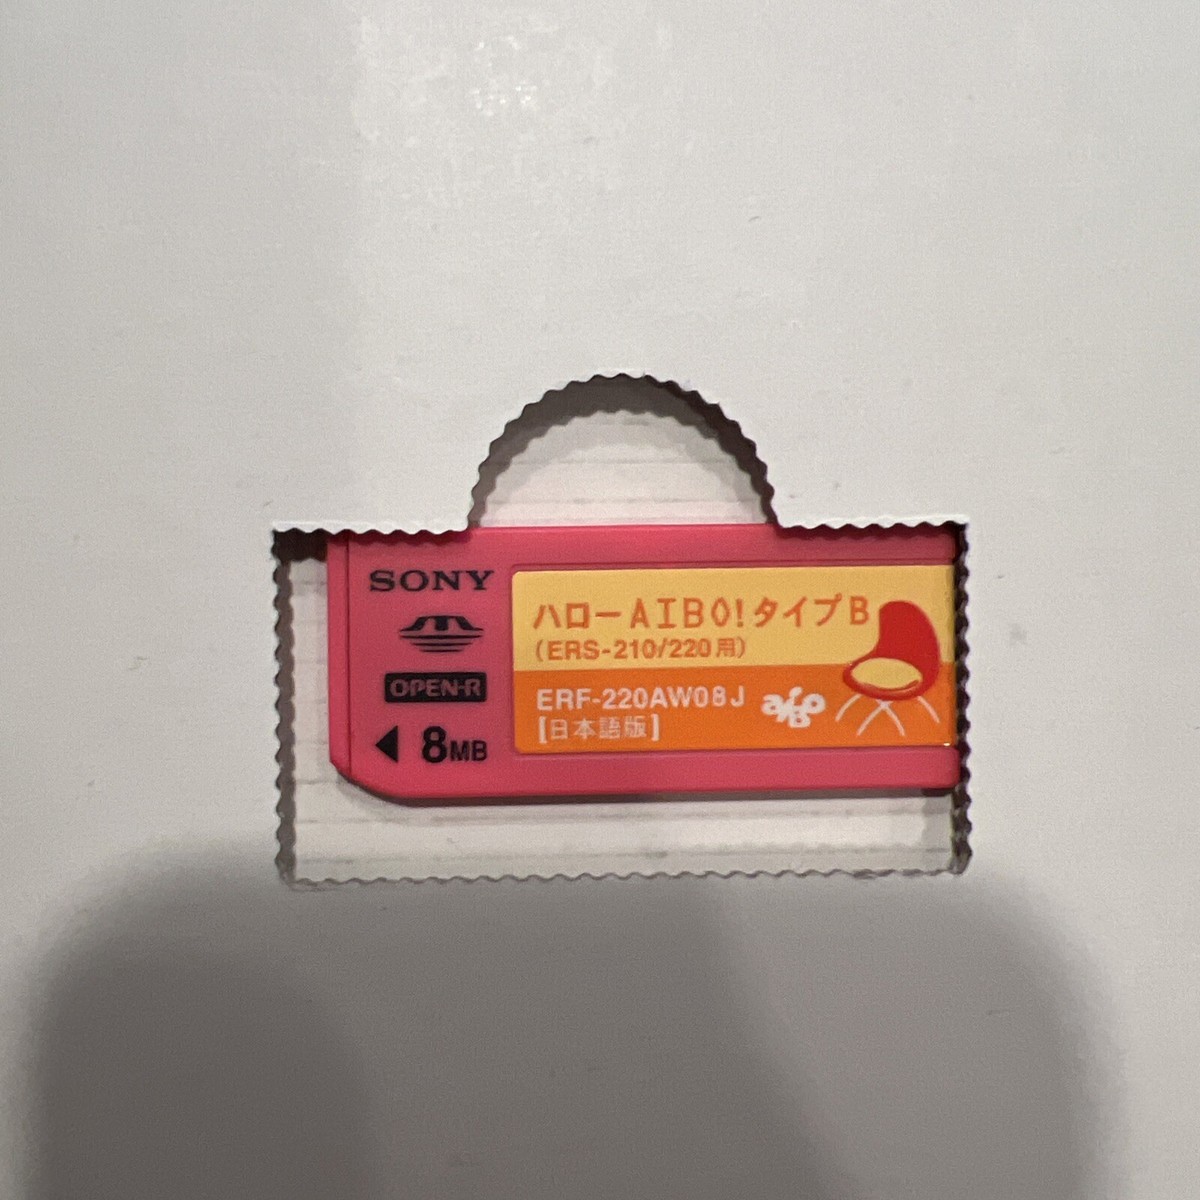 SONY
OPEN-R
8MB
ハローAIBO!タイプB
(ERS-210/220用)
ERF-220AW08J
[日本語版]
aibo